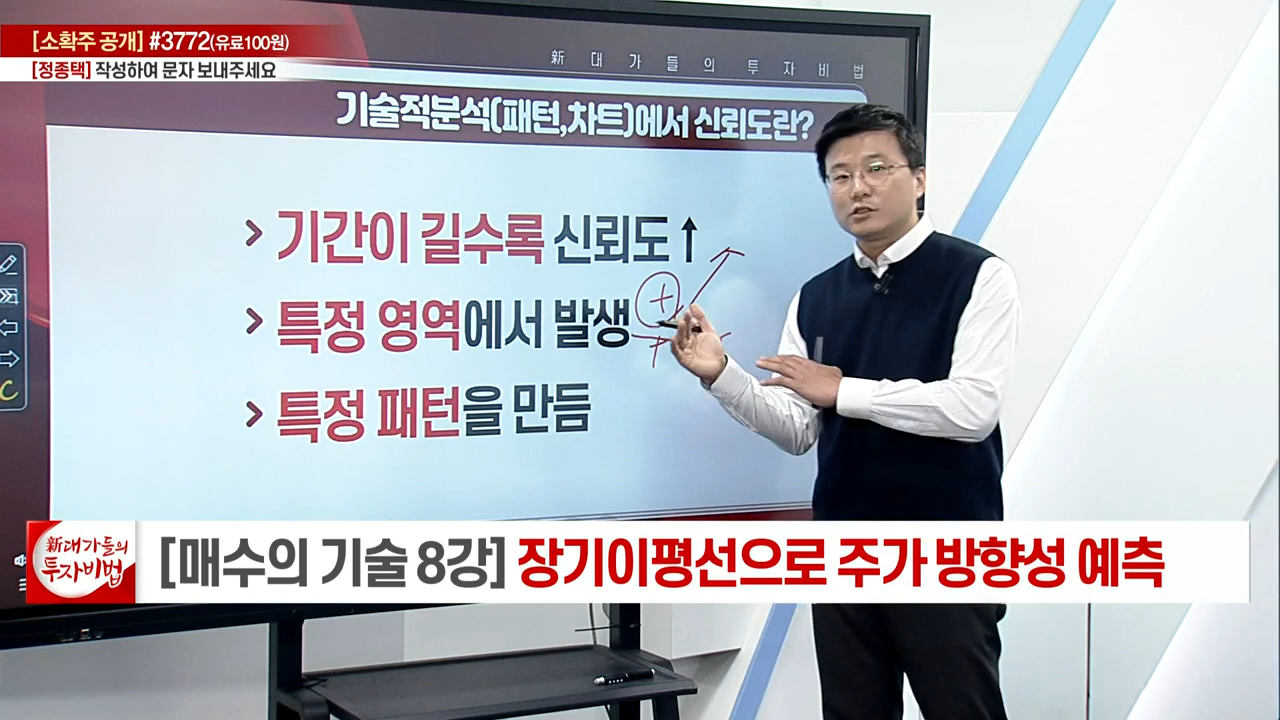 [소확주 공개] #3772(유료100원)
[정종택] 작성하여 문자 보내주세요
新 대가들의 투자비법
기술적분석(패턴,차트)에서 신뢰도란?
> 기간이 길수록 신뢰도↑
> 특정 영역에서 발생
> 특정 패턴을 만듬
新대가들의
투자비법
[매수의 기술 8강] 장기이평선으로 주가 방향성 예측